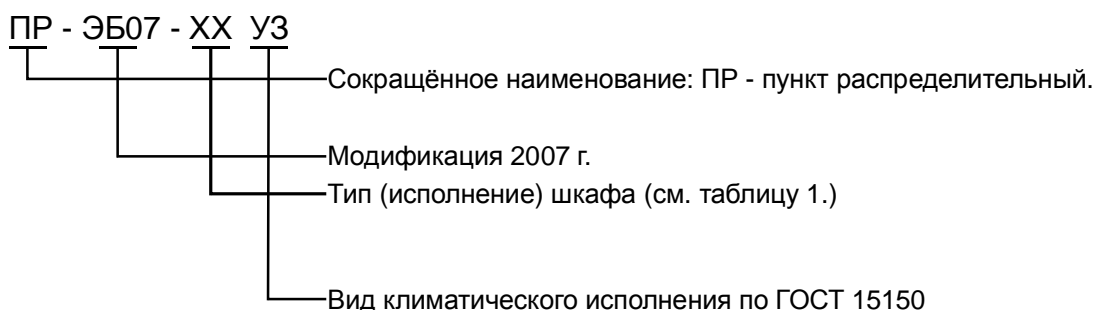 ПР - ЭБ07 - ХХ УЗ
Сокращённое наименование: ПР - пункт распределительный.
Модификация 2007 г.
Тип (исполнение) шкафа (см. таблицу 1.)
Вид климатического исполнения по ГОСТ 15150